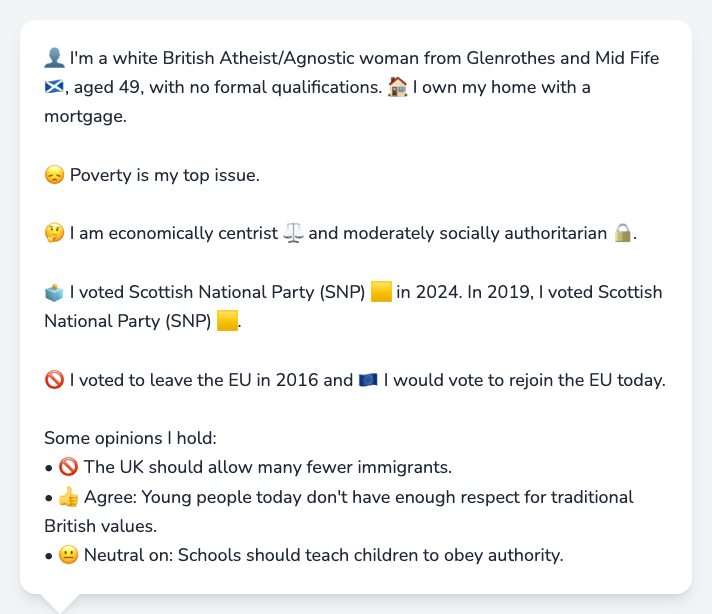 👤 I'm a white British Atheist/Agnostic woman from Glenrothes and Mid Fife
🏴󠁧󠁢󠁳󠁣󠁴󠁿, aged 49, with no formal qualifications. 🏠 I own my home with a
mortgage.
😞 Poverty is my top issue.
🤔 I am economically centrist ⚖️ and moderately socially authoritarian 🔒.
🗳️ I voted Scottish National Party (SNP) 🟨 in 2024. In 2019, I voted Scottish
National Party (SNP) 🟨.
🚫 I voted to leave the EU in 2016 and 🇪🇺 I would vote to rejoin the EU today.
Some opinions I hold:
• 🚫 The UK should allow many fewer immigrants.
• 👍 Agree: Young people today don't have enough respect for traditional
British values.
• 😐 Neutral on: Schools should teach children to obey authority.